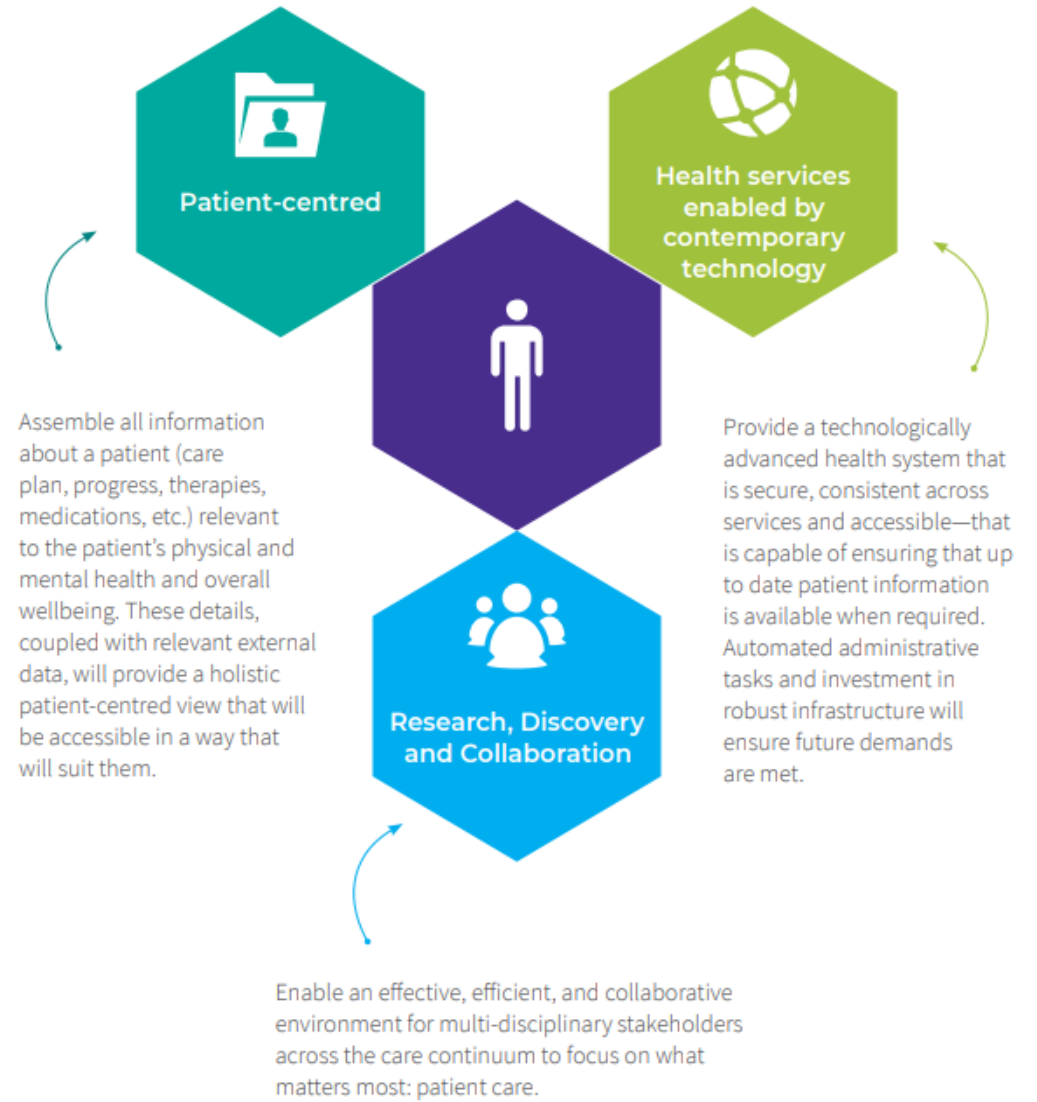 Patient-centred
Health services
enabled by
contemporary
technology
Assemble all information
about a patient (care
plan, progress, therapies,
medications, etc.) relevant
to the patient's physical and
mental health and overall
wellbeing. These details,
coupled with relevant external
data, will provide a holistic
patient-centred view that will
be accessible in a way that
will suit them.
Provide a technologically
advanced health system that
is secure, consistent across
services and accessible—that
is capable of ensuring that up
to date patient information
is available when required.
Automated administrative
tasks and investment in
robust infrastructure will
ensure future demands
are met.
Research, Discovery
and Collaboration
Enable an effective, efficient, and collaborative
environment for multi-disciplinary stakeholders
across the care continuum to focus on what
matters most: patient care.